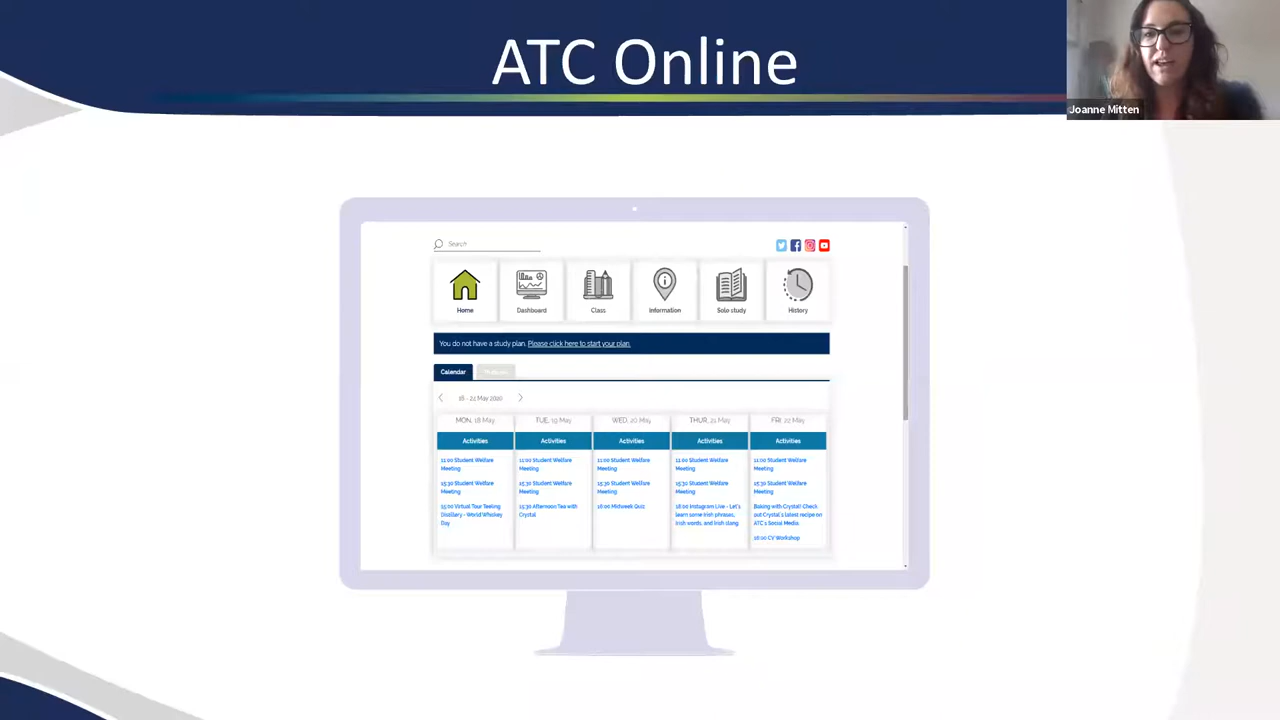 ATC Online
Joanne Mitten
Search
Home
Dashboard
Class
Information
Solo study
History
You do not have a study plan. Please click here to start your plan.
Calendar
18 - 24 May 2020
MON, 18 May
TUE, 19 May
WED, 20 May
THUR, 21 May
FRI, 22 May
Activities
Activities
Activities
Activities
Activities
11:00 Student Welfare
Meeting
15:30 Student Welfare
Meeting
15:00 Virtual Tour Teeling
Distillery - World Whiskey
Day
11:00 Student Welfare
Meeting
15:30 Student Welfare
Meeting
15:30 Afternoon Tea with
Crystal
11:00 Student Welfare
Meeting
15:30 Student Welfare
Meeting
16:00 Midweek Quiz
11:00 Student Welfare
Meeting
15:30 Student Welfare
Meeting
18:00 Instagram Live - Let's
learn some Irish phrases,
Irish words, and Irish slang
11:00 Student Welfare
Meeting
15:30 Student Welfare
Meeting
Baking with Crystal! Check
out Crystal's latest recipe on
ATC's Social Media.
16:00 CV Workshop